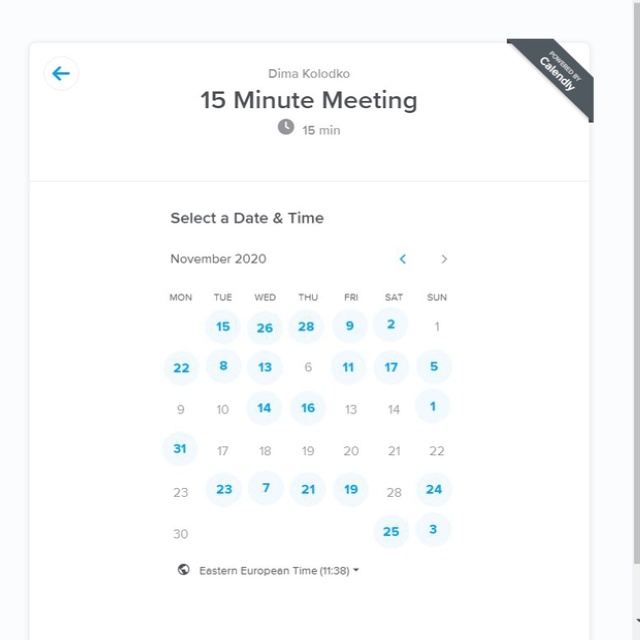 Dima Kolodko
POWERED BY
Calendly
15 Minute Meeting
15 min
Select a Date & Time
November 2020
MON TUE WED THU FRI SAT SUN
15 26 28 9 2 1
22 8 13 6 11 17 5
9 10 14 16 13 14 1
31 17 18 19 20 21 22
23 23 7 21 19 28 24
30 25 3
Eastern European Time (11:38)